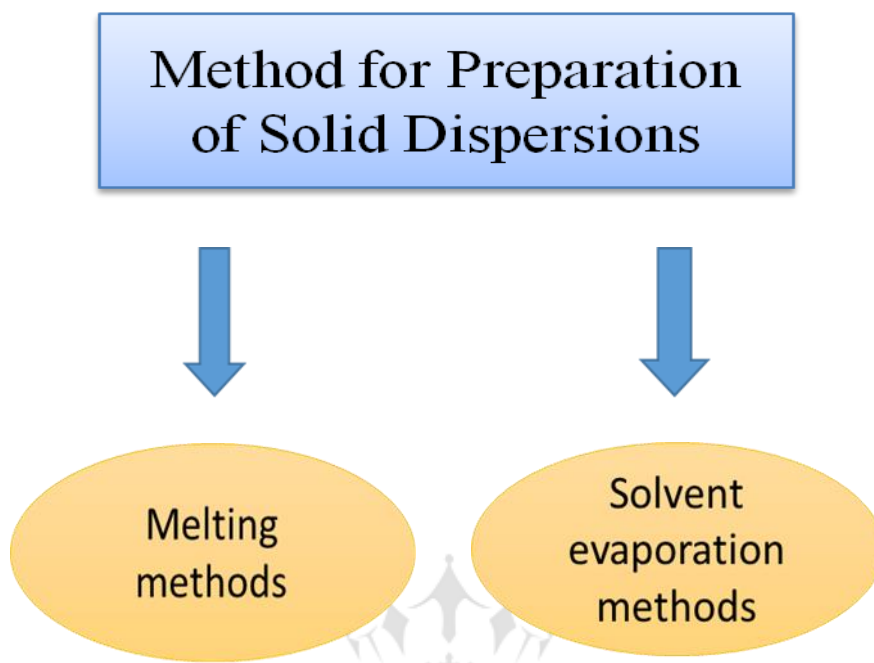 Method for Preparation
of Solid Dispersions
Melting
methods
Solvent
evaporation
methods